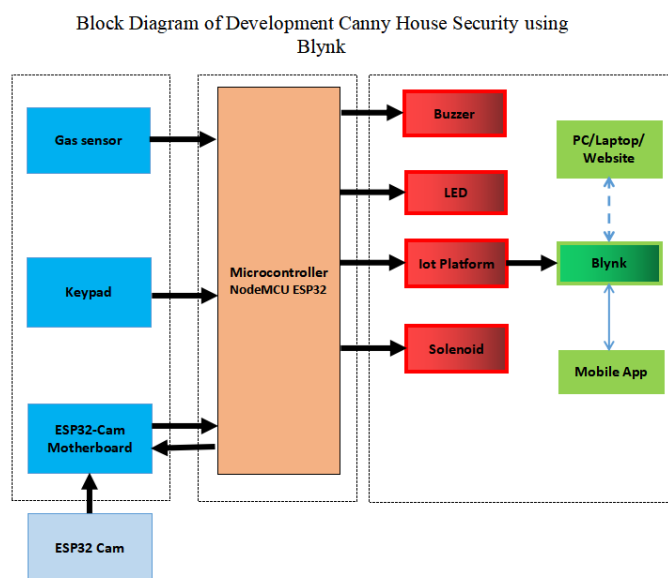 Block Diagram of Development Canny House Security using
Blynk
Gas sensor
Keypad
ESP32-Cam
Motherboard
ESP32 Cam
Microcontroller
NodeMCU ESP32
Buzzer
LED
Iot Platform
Solenoid
PC/Laptop/
Website
Blynk
Mobile App